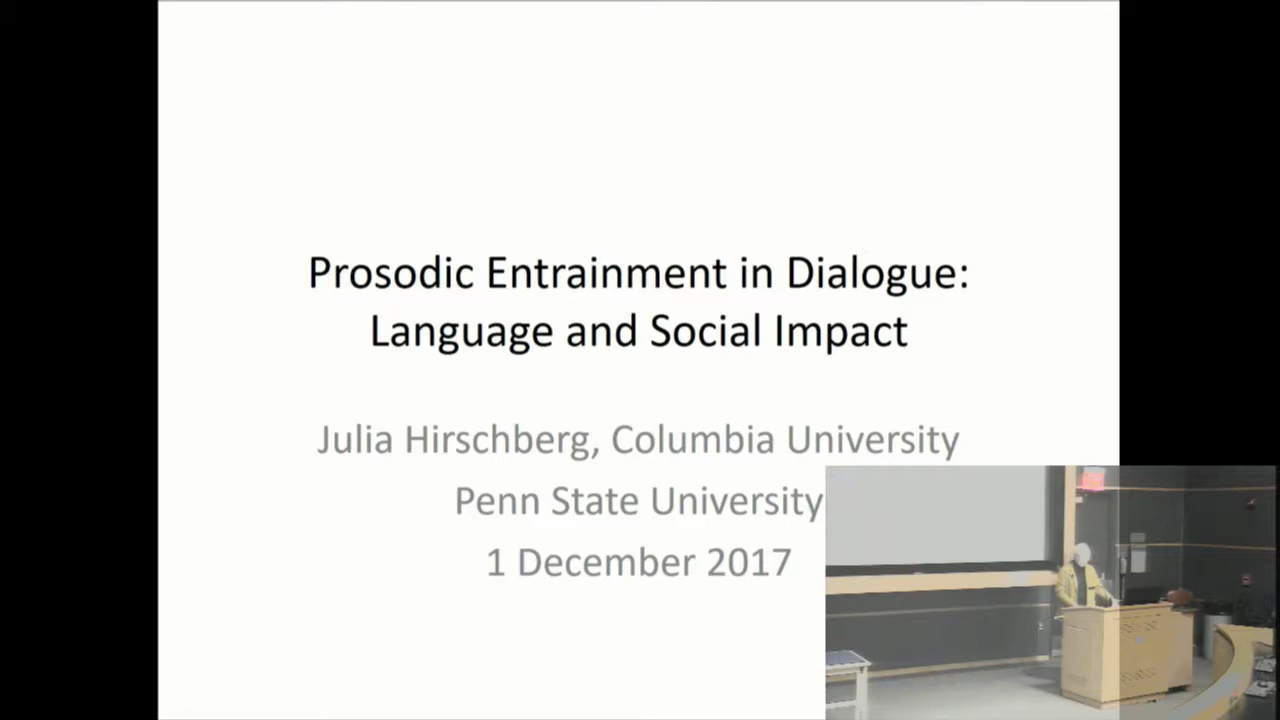 Prosodic Entrainment in Dialogue:
Language and Social Impact
Julia Hirschberg, Columbia University
Penn State University
1 December 2017